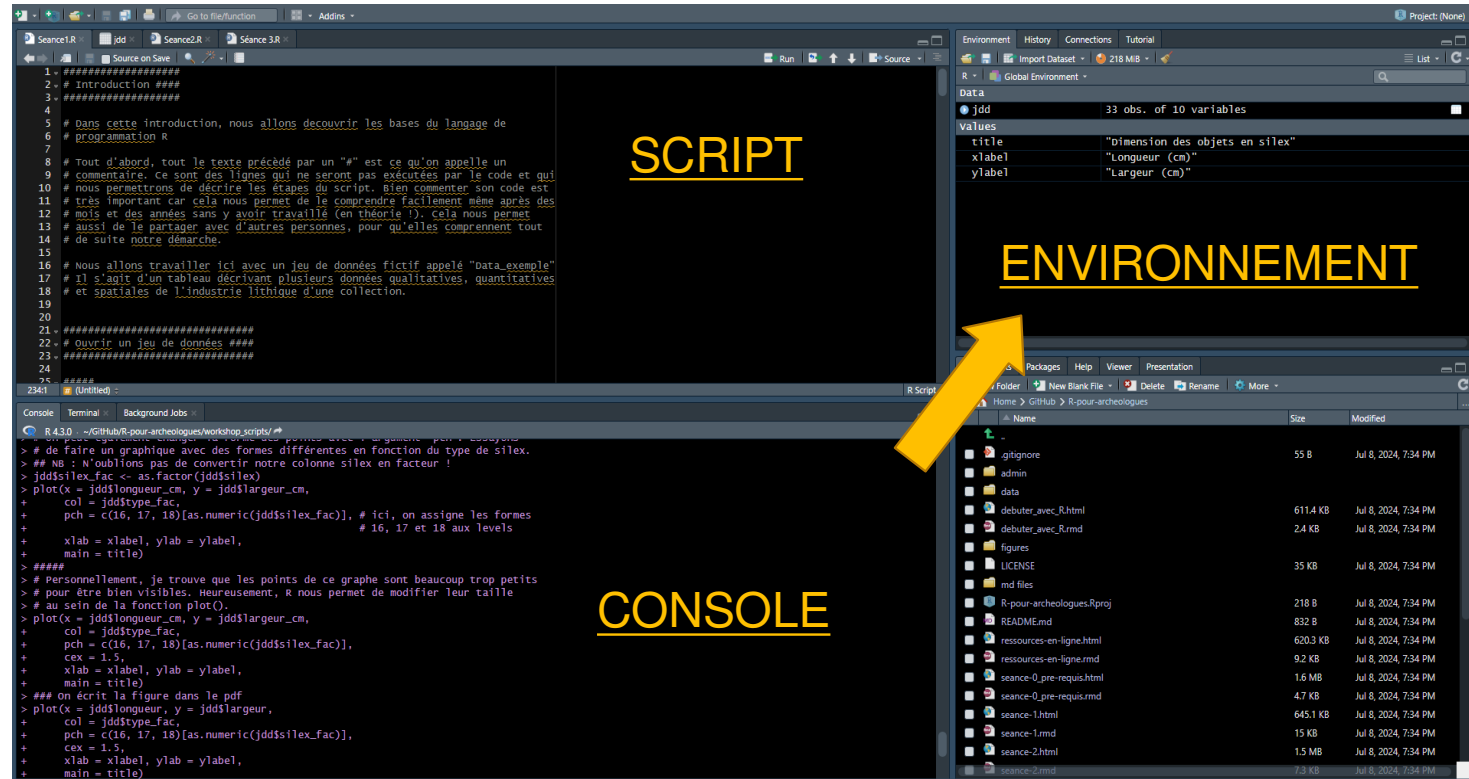 Go to file/function
Addins
Project: (None)
Seance1.R
jdd
Seance2.R
Séance 3.R
Source on Save
Run
Source
1 ###################
2 # Introduction ####
3 ###################
4
5 # Dans cette introduction, nous allons decouvrir les bases du langage de
6 # programmation R
7
8 # Tout d'abord, tout le texte précèdé par un "#" est ce qu'on appelle un
9 # commentaire. Ce sont des lignes qui ne seront pas exécutées par le code et qui
10 # nous permettrons de décrire les étapes du script. Bien commenter son code est
11 # très important car cela nous permet de le comprendre facilement même après des
12 # mois et des années sans y avoir travaillé (en théorie !). Cela nous permet
13 # aussi de le partager avec d'autres personnes, pour qu'elles comprennent tout
14 # de suite notre démarche.
15
16 # Nous allons travailler ici avec un jeu de données fictif appelé "Data_exemple"
17 # Il s'agit d'un tableau décrivant plusieurs données qualitatives, quantitatives
18 # et spatiales de l'industrie lithique d'une collection.
19
20
21 ###############################
22 # Ouvrir un jeu de données ####
23 ###############################
24
25 #####
234:1 (Untitled)
R Script
SCRIPT
Environment History Connections Tutorial
Import Dataset 218 MiB List
R Global Environment
Data
jdd 33 obs. of 10 variables
Values
title "Dimension des objets en silex"
xlabel "Longueur (cm)"
ylabel "Largeur (cm)"
ENVIRONNEMENT
Console Terminal Background Jobs
R 4.3.0 · ~/GitHub/R-pour-archeologues/workshop_scripts/
> # On peut également changer la forme des points avec l'argument "pch". Essayons
> # de faire un graphique avec des formes différentes en fonction du type de silex.
> ## NB : N'oublions pas de convertir notre colonne silex en facteur !
> jdd$silex_fac <- as.factor(jdd$silex)
> plot(x = jdd$longueur_cm, y = jdd$largeur_cm,
+ col = jdd$type_fac,
+ pch = c(16, 17, 18)[as.numeric(jdd$silex_fac)], # ici, on assigne les formes
+ # 16, 17 et 18 aux levels
+ xlab = xlabel, ylab = ylabel,
+ main = title)
> #####
> # Personnellement, je trouve que les points de ce graphe sont beaucoup trop petits
> # pour être bien visibles. Heureusement, R nous permet de modifier leur taille
> # au sein de la fonction plot().
> plot(x = jdd$longueur_cm, y = jdd$largeur_cm,
+ col = jdd$type_fac,
+ pch = c(16, 17, 18)[as.numeric(jdd$silex_fac)],
+ cex = 1.5,
+ xlab = xlabel, ylab = ylabel,
+ main = title)
> ### On écrit la figure dans le pdf
> plot(x = jdd$longueur, y = jdd$largeur,
+ col = jdd$type_fac,
+ pch = c(16, 17, 18)[as.numeric(jdd$silex_fac)],
+ cex = 1.5,
+ xlab = xlabel, ylab = ylabel,
+ main = title)
CONSOLE
Packages Help Viewer Presentation
Folder New Blank File Delete Rename More
Home > GitHub > R-pour-archeologues
Name Size Modified
..
.gitignore 55 B Jul 8, 2024, 7:34 PM
admin
data
debuter_avec_R.html 611.4 KB Jul 8, 2024, 7:34 PM
debuter_avec_R.rmd 2.4 KB Jul 8, 2024, 7:34 PM
figures
LICENSE 35 KB Jul 8, 2024, 7:34 PM
md files
R-pour-archeologues.Rproj 218 B Jul 8, 2024, 7:34 PM
README.md 832 B Jul 8, 2024, 7:34 PM
ressources-en-ligne.html 620.3 KB Jul 8, 2024, 7:34 PM
ressources-en-ligne.rmd 9.2 KB Jul 8, 2024, 7:34 PM
seance-0_pre-requis.html 1.6 MB Jul 8, 2024, 7:34 PM
seance-0_pre-requis.rmd 4.7 KB Jul 8, 2024, 7:34 PM
seance-1.html 645.1 KB Jul 8, 2024, 7:34 PM
seance-1.rmd 15 KB Jul 8, 2024, 7:34 PM
seance-2.html 1.5 MB Jul 8, 2024, 7:34 PM
seance-2.rmd 7.3 KB Jul 8, 2024, 7:34 PM